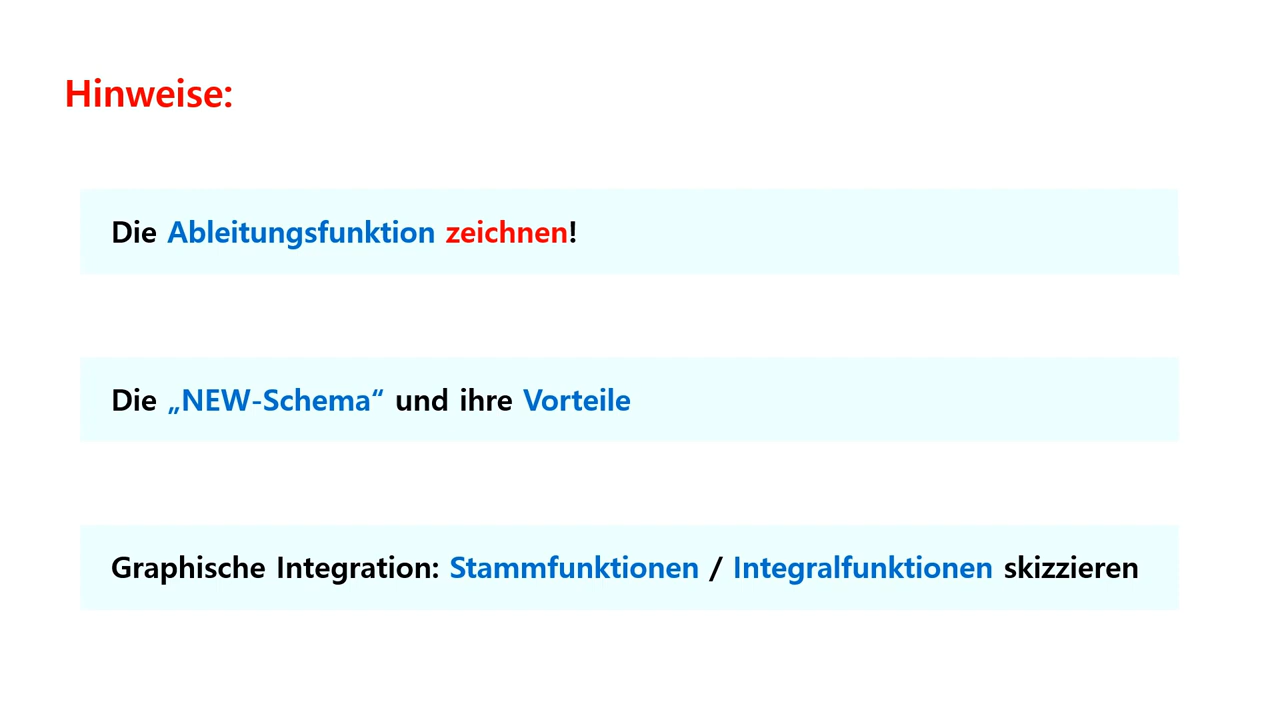 Hinweise:
Die Ableitungsfunktion zeichnen!
Die „NEW-Schema“ und ihre Vorteile
Graphische Integration: Stammfunktionen / Integralfunktionen skizzieren